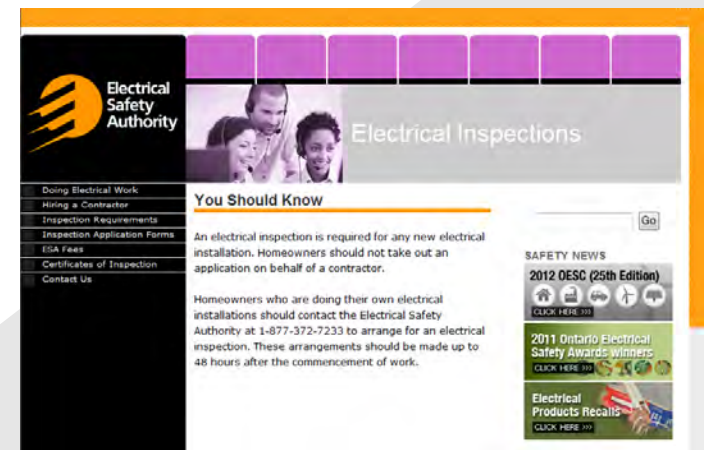 Electrical
Safety
Authority
Electrical Inspections
Doing Electrical Work
Hiring a Contractor
Inspection Requirements
Inspection Application Forms
ESA Fees
Certificates of Inspection
Contact Us
You Should Know
An electrical inspection is required for any new electrical
installation. Homeowners should not take out an
application on behalf of a contractor.
Homeowners who are doing their own electrical
installations should contact the Electrical Safety
Authority at 1-877-372-7233 to arrange for an electrical
inspection. These arrangements should be made up to
48 hours after the commencement of work.
Go
SAFETY NEWS
2012 OESC (25th Edition)
CLICK HERE >>>
2011 Ontario Electrical
Safety Awards winners
CLICK HERE >>>
Electrical
Products Recalls
CLICK HERE >>>